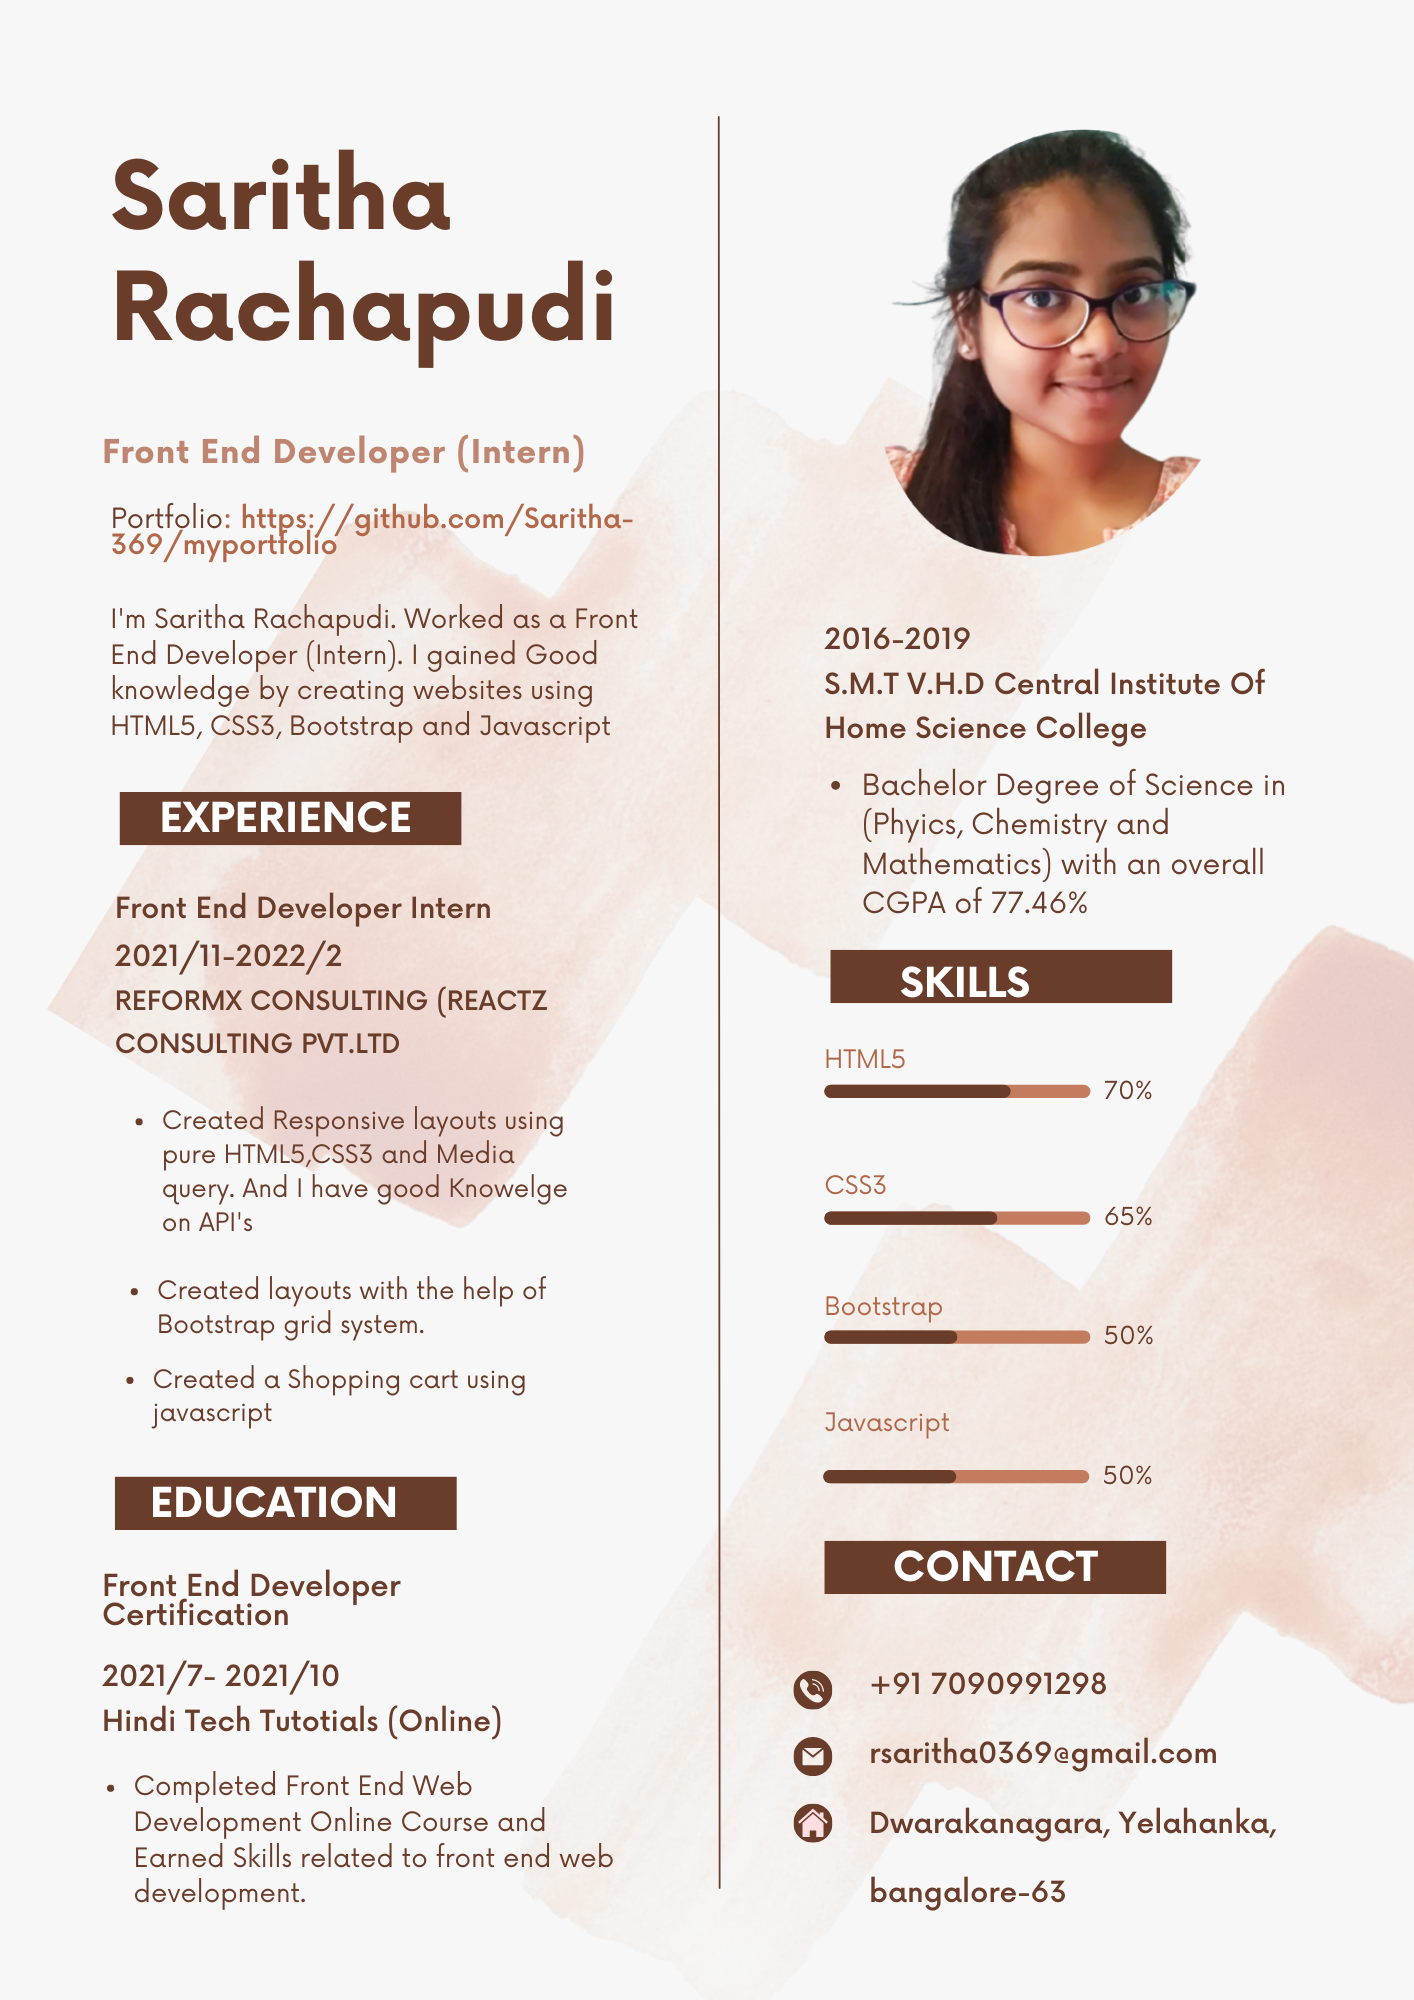 Saritha
Rachapudi
Front End Developer (Intern)
Portfolio: https://github.com/Saritha-
369/myportfolio
I'm Saritha Rachapudi. Worked as a Front
End Developer (Intern). I gained Good
knowledge by creating websites using
HTML5, CSS3, Bootstrap and Javascript
EXPERIENCE
Front End Developer Intern
2021/11-2022/2
REFORMX CONSULTING (REACTZ
CONSULTING PVT.LTD
• Created Responsive layouts using
pure HTML5,CSS3 and Media
query. And I have good Knowelge
on API's
• Created layouts with the help of
Bootstrap grid system.
• Created a Shopping cart using
javascript
EDUCATION
Front End Developer
Certification
2021/7- 2021/10
Hindi Tech Tutotials (Online)
• Completed Front End Web
Development Online Course and
Earned Skills related to front end web
development.
2016-2019
S.M.T V.H.D Central Institute Of
Home Science College
• Bachelor Degree of Science in
(Phyics, Chemistry and
Mathematics) with an overall
CGPA of 77.46%
SKILLS
HTML5
70%
CSS3
65%
Bootstrap
50%
Javascript
50%
CONTACT
+91 7090991298
rsaritha0369@gmail.com
Dwarakanagara, Yelahanka,
bangalore-63